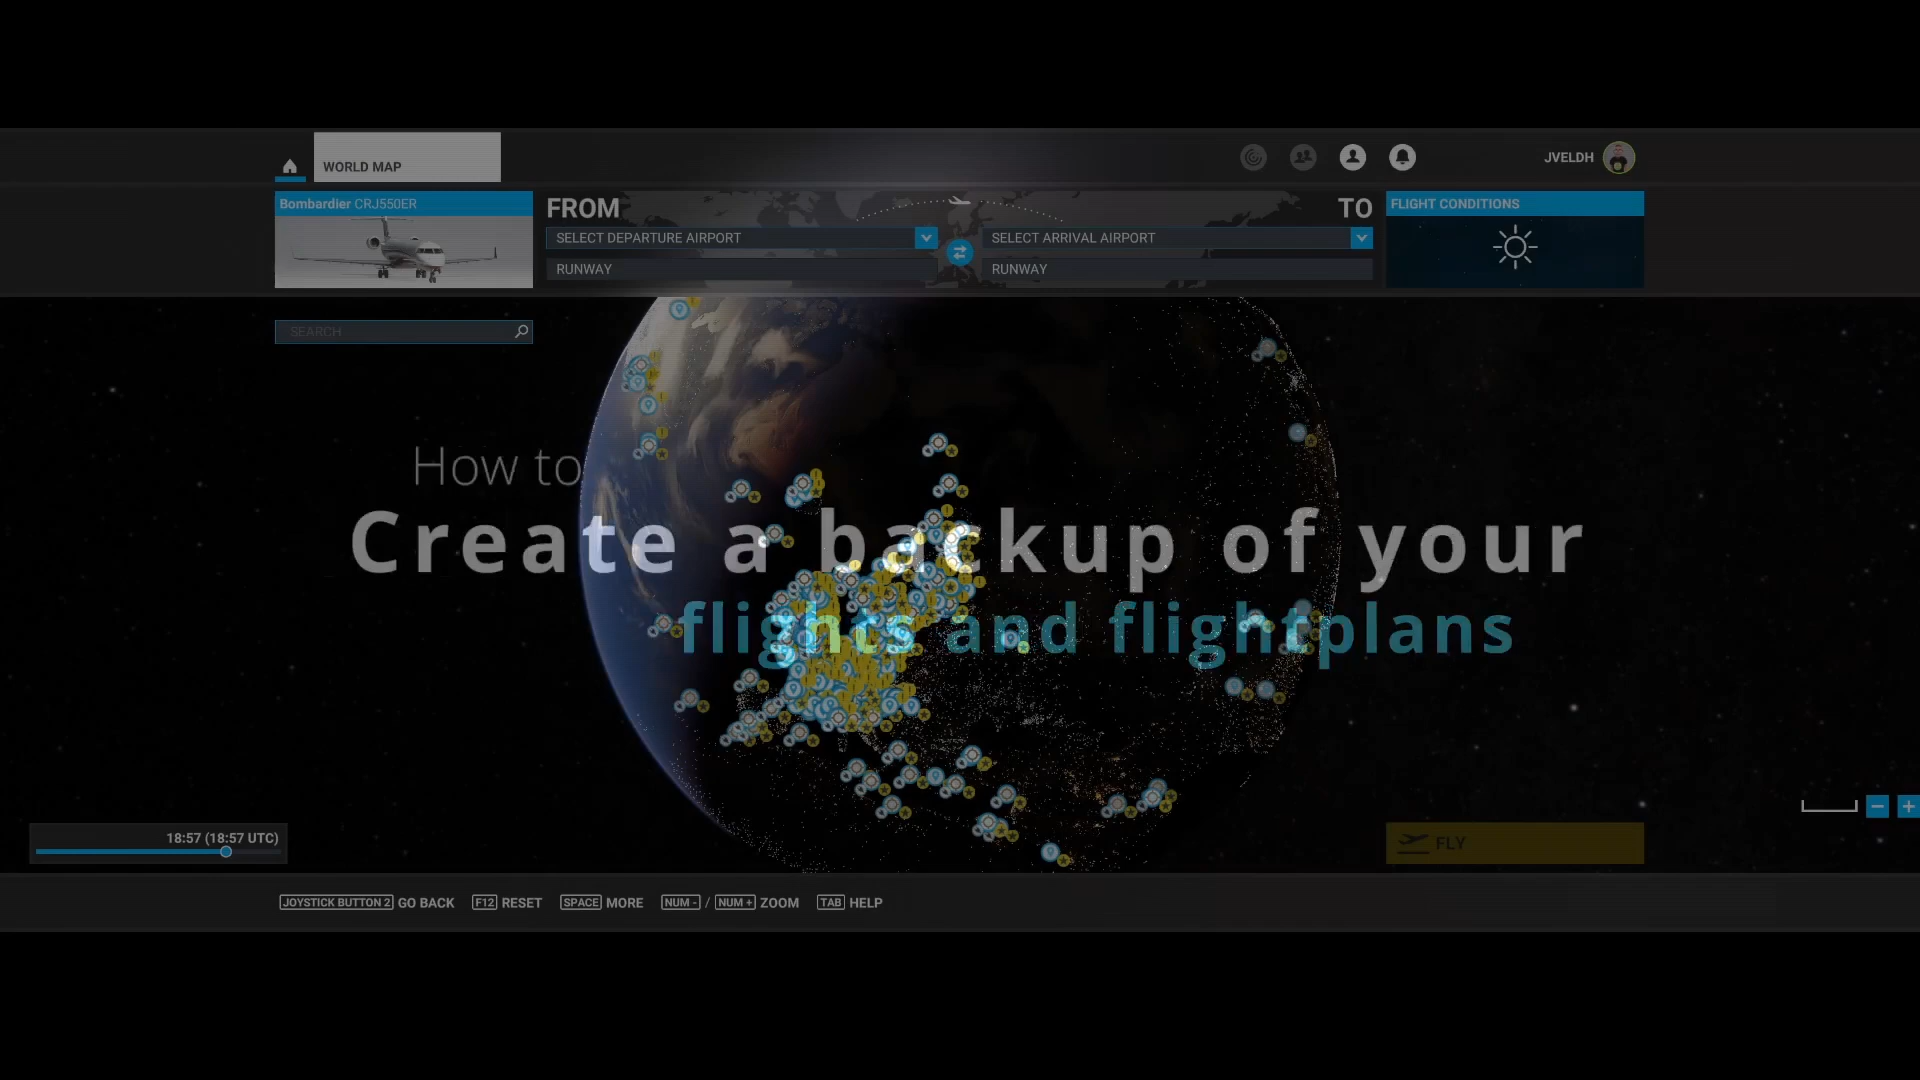 WORLD MAP
JVELDH
Bombardier CRJ550ER
FROM
TO
FLIGHT CONDITIONS
SELECT DEPARTURE AIRPORT
SELECT ARRIVAL AIRPORT
RUNWAY
RUNWAY
SEARCH
How to
Create a backup of your
flights and flightplans
18:57 (18:57 UTC)
FLY
JOYSTICK BUTTON 2 GO BACK F12 RESET SPACE MORE NUM - / NUM + ZOOM TAB HELP